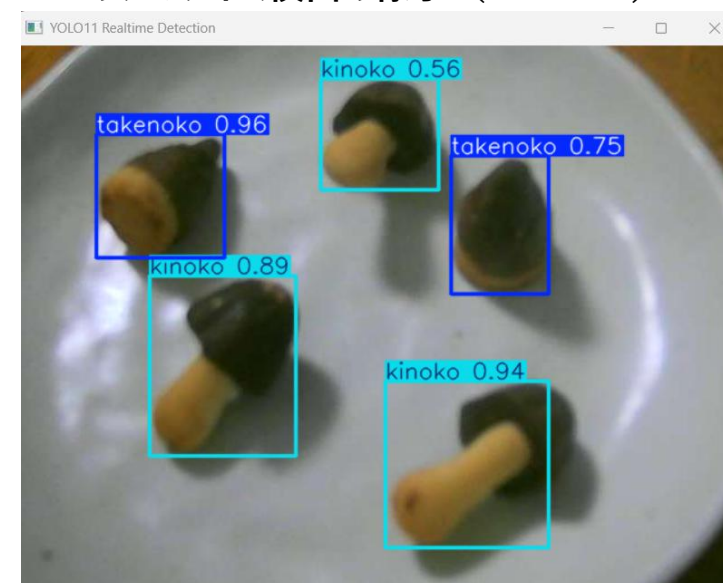 YOLO11 Realtime Detection
kinoko 0.56
takenoko 0.96
takenoko 0.75
kinoko 0.89
kinoko 0.94